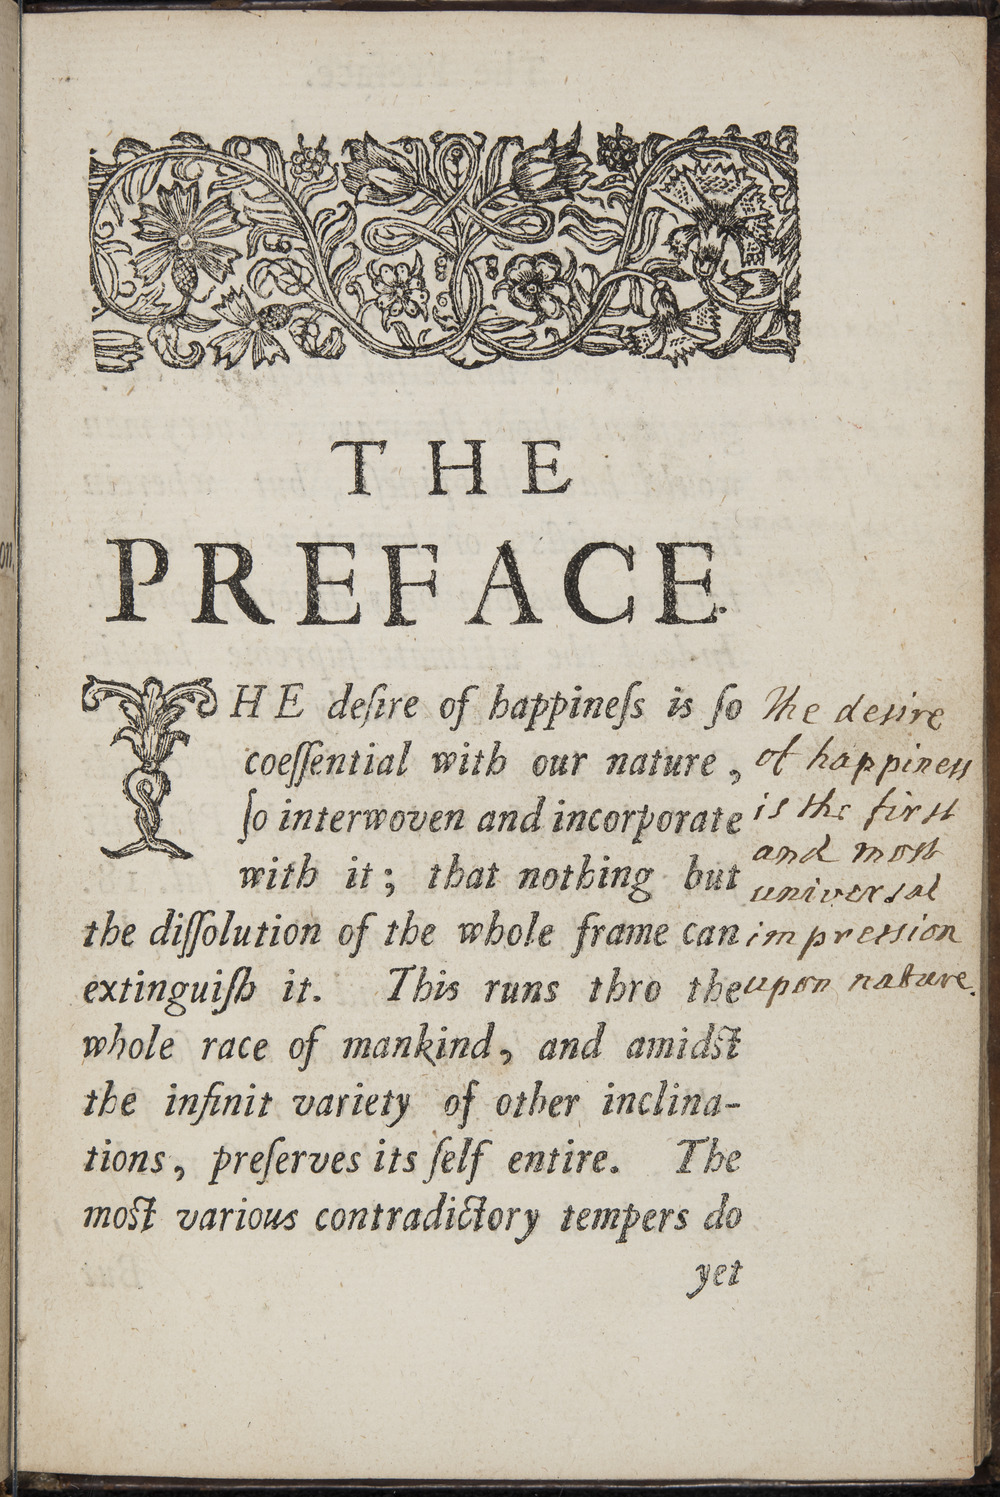 THE
PREFACE.
THE deſire of happineſs is ſo
coeſſential with our nature,
ſo interwoven and incorporate
with it; that nothing but
the diſſolution of the whole frame can
extinguiſh it. This runs thro the
whole race of mankind, and amidst
the infinit variety of other inclina-
tions, preſerves its ſelf entire. The
most various contradictory tempers do
yet
The desire
of happiness
is the first
and most
universal
impression
upon nature.
on,